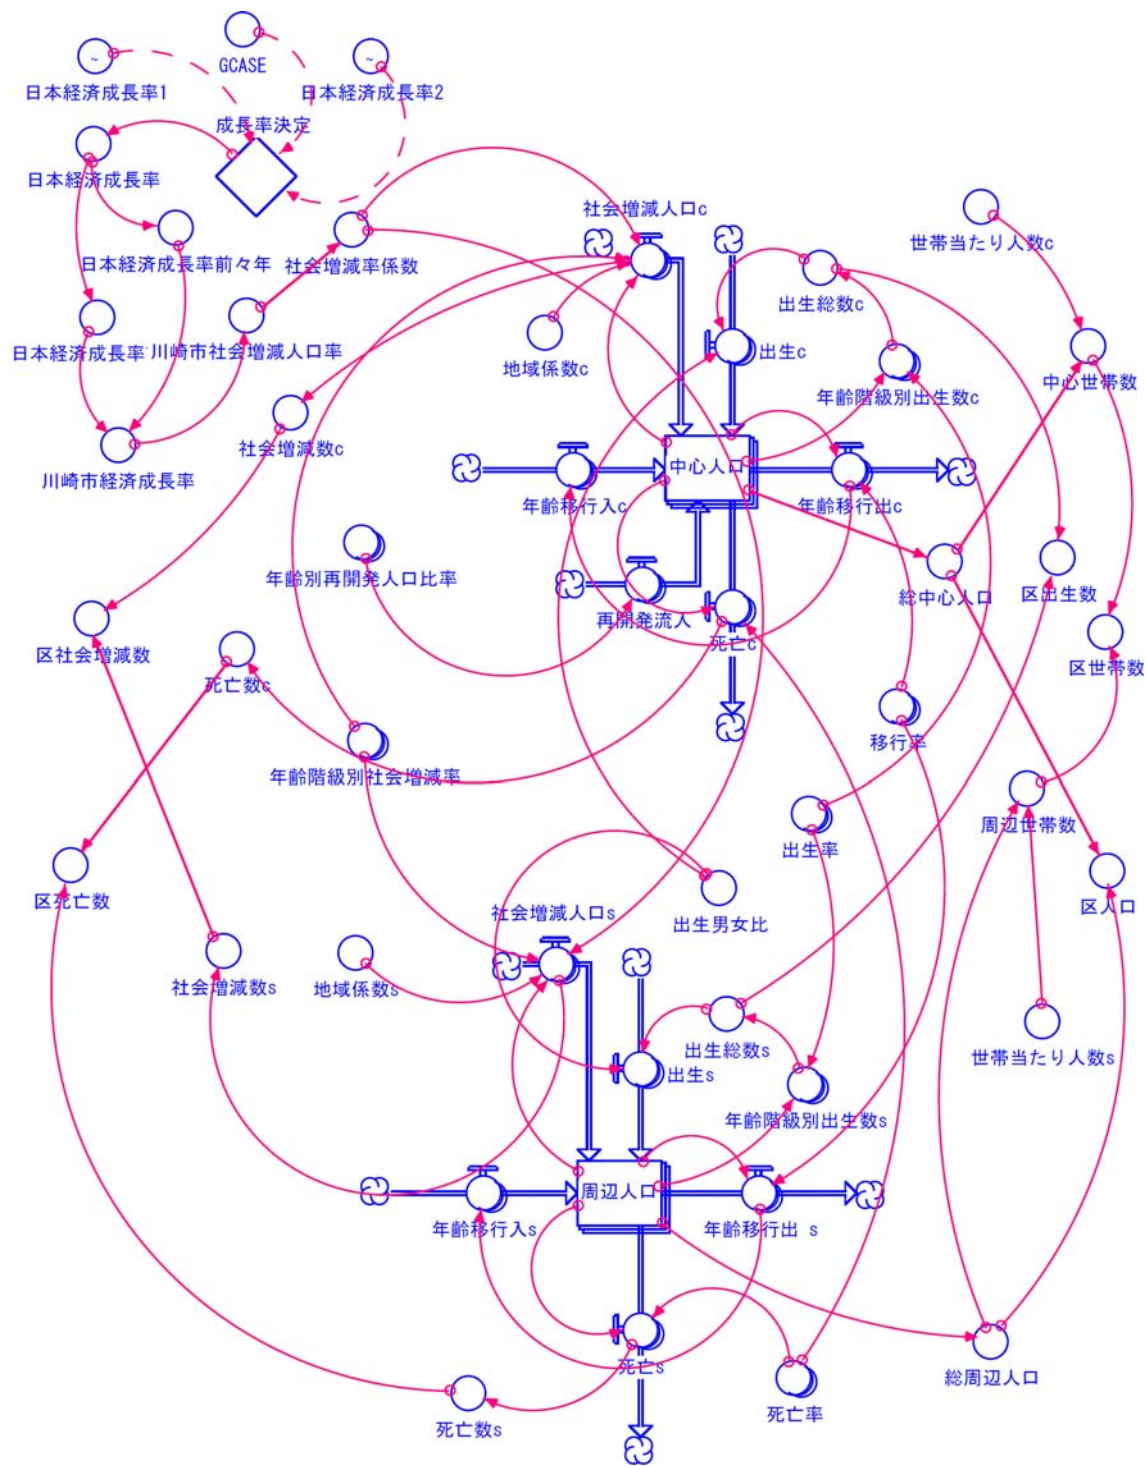 GCASE
日本経済成長率1
日本経済成長率2
成長率決定
日本経済成長率
社会増減人口c
世帯当たり人数c
日本経済成長率前々年
社会増減率係数
出生総数c
日本経済成長率
川崎市社会増減人口率
地域係数c
出生c
年齢階級別出生数c
中心世帯数
社会増減数c
川崎市経済成長率
中心人口
年齢移行入c
年齢移行出c
年齢別再開発人口比率
再開発流入
総中心人口
区出生数
区社会増減数
死亡c
区世帯数
死亡数c
移行率
年齢階級別社会増減率
周辺世帯数
出生率
区死亡数
出生男女比
区人口
社会増減人口s
社会増減数s
地域係数s
出生総数s
世帯当たり人数s
出生s
年齢階級別出生数s
周辺人口
年齢移行入s
年齢移行出 s
死亡s
総周辺人口
死亡率
死亡数s